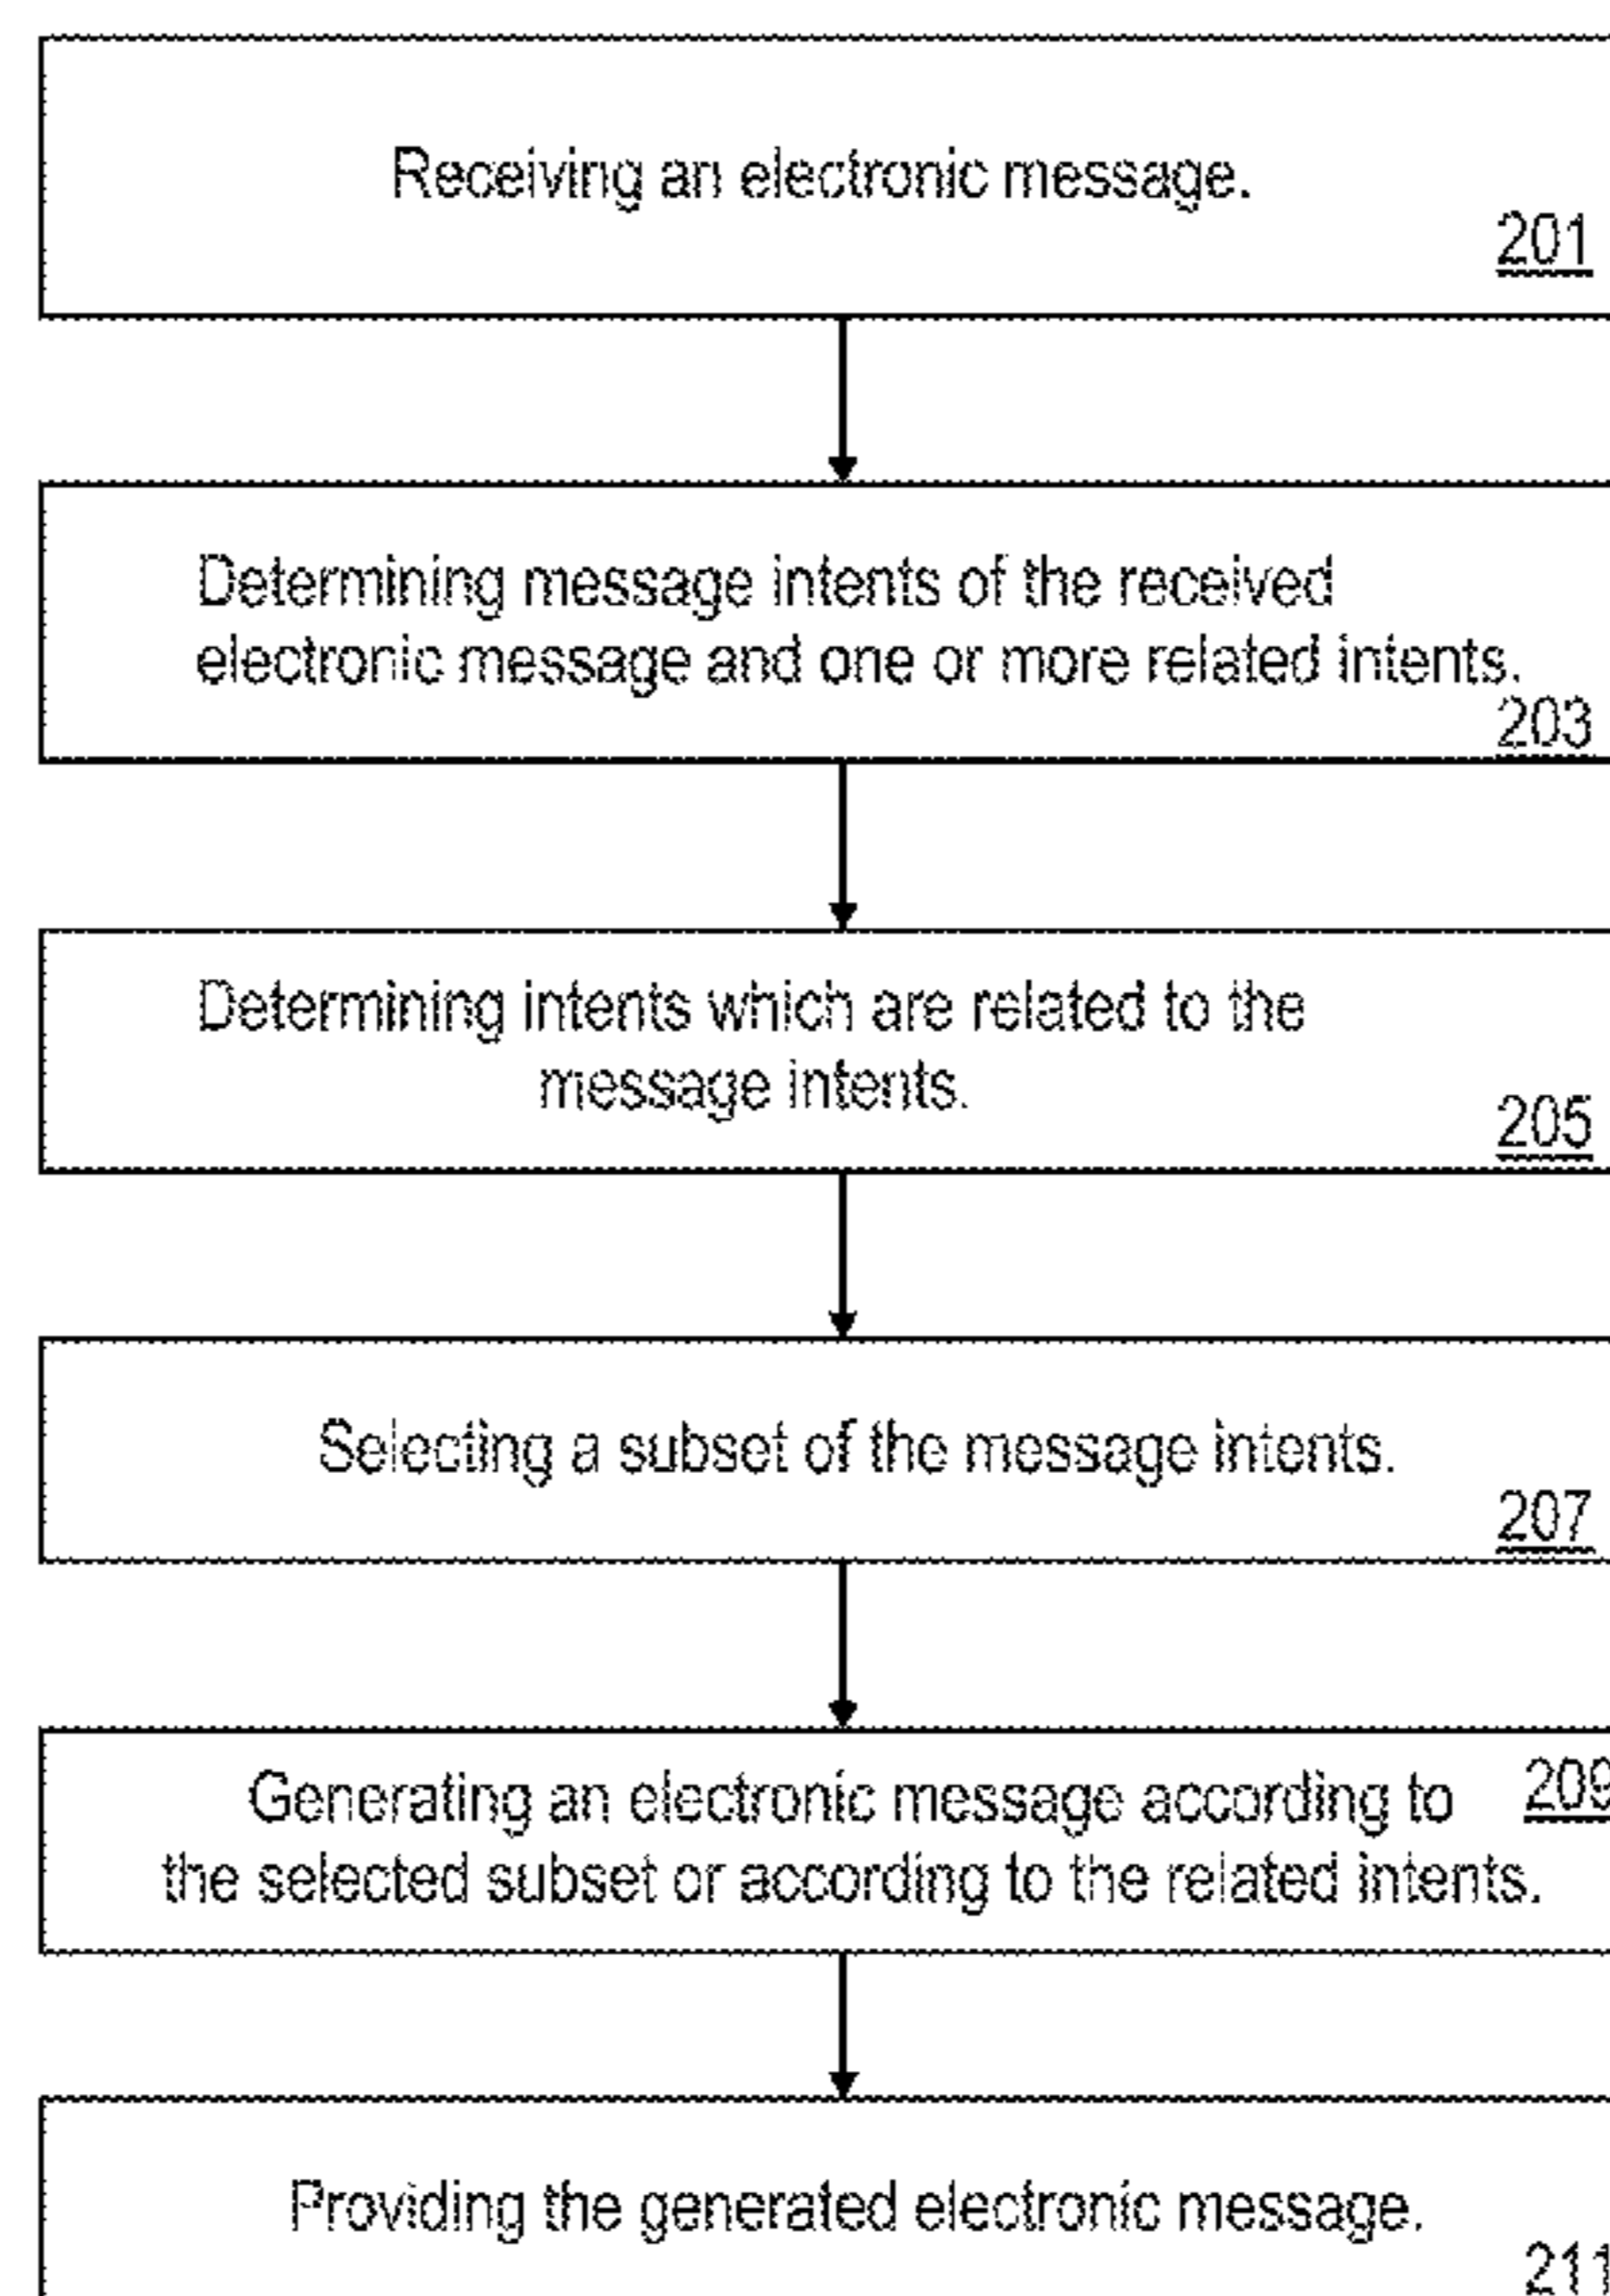 Receiving an electronic message.
201
Determining message intents of the received
electronic message and one or more related intents.
203
Determining intents which are related to the
message intents.
205
Selecting a subset of the message intents.
207
Generating an electronic message according to
209
the selected subset or according to the related intents.
Providing the generated electronic message.
211